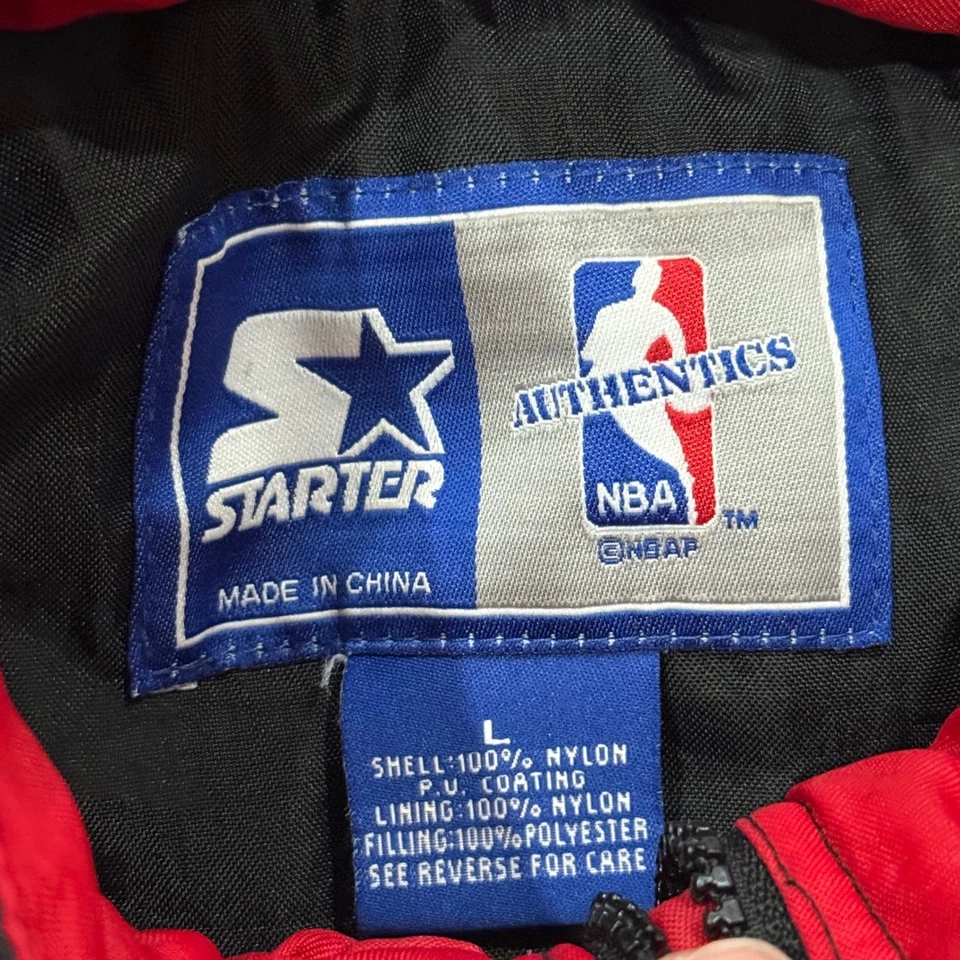 STARTER
MADE IN CHINA
AUTHENTICS
NBA
TM
©NBAP
L
SHELL:100% NYLON
P.U. COATING
LINING:100% NYLON
FILLING:100%POLYESTER
SEE REVERSE FOR CARE